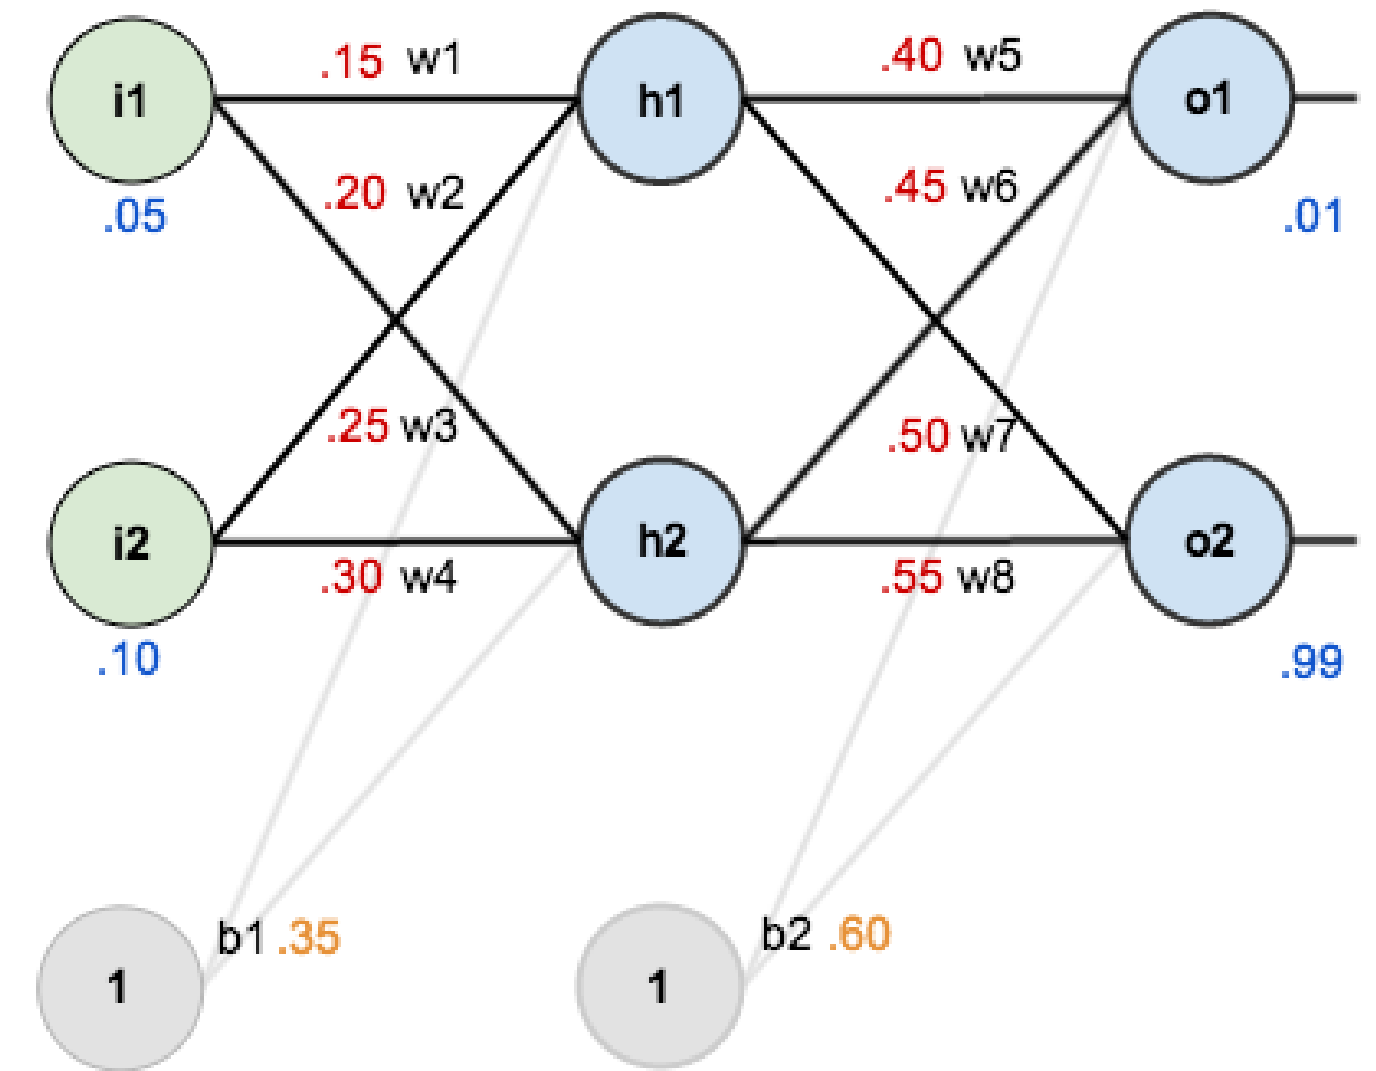 .15 w1
.40 w5
i1
h1
o1
.20 w2
.45 w6
.05
.01
.25 w3
.50 w7
i2
h2
o2
.30 w4
.55 w8
.10
.99
b1 .35
b2 .60
1
1